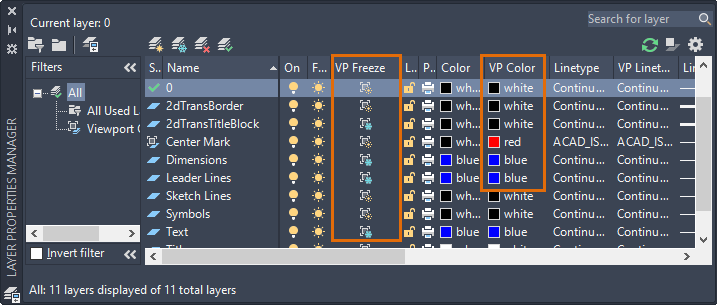 Current layer: 0
Search for layer
Filters
All
All Used L
Viewport O
Invert filter
S.. Name On F... VP Freeze L.. P.. Color VP Color Linetype VP Linet... Lin
0 wh... white Continu... Continu...
2dTransBorder wh... white Continu... Continu...
2dTransTitleBlock wh... white Continu... Continu...
Center Mark wh... red ACAD_IS... ACAD_IS...
Dimensions blue blue Continu... Continu...
Leader Lines blue blue Continu... Continu...
Sketch Lines wh... white Continu... Continu...
Symbols wh... white Continu... Continu...
Text blue blue Continu... Continu...
All: 11 layers displayed of 11 total layers
LAYER PROPERTIES MANAGER